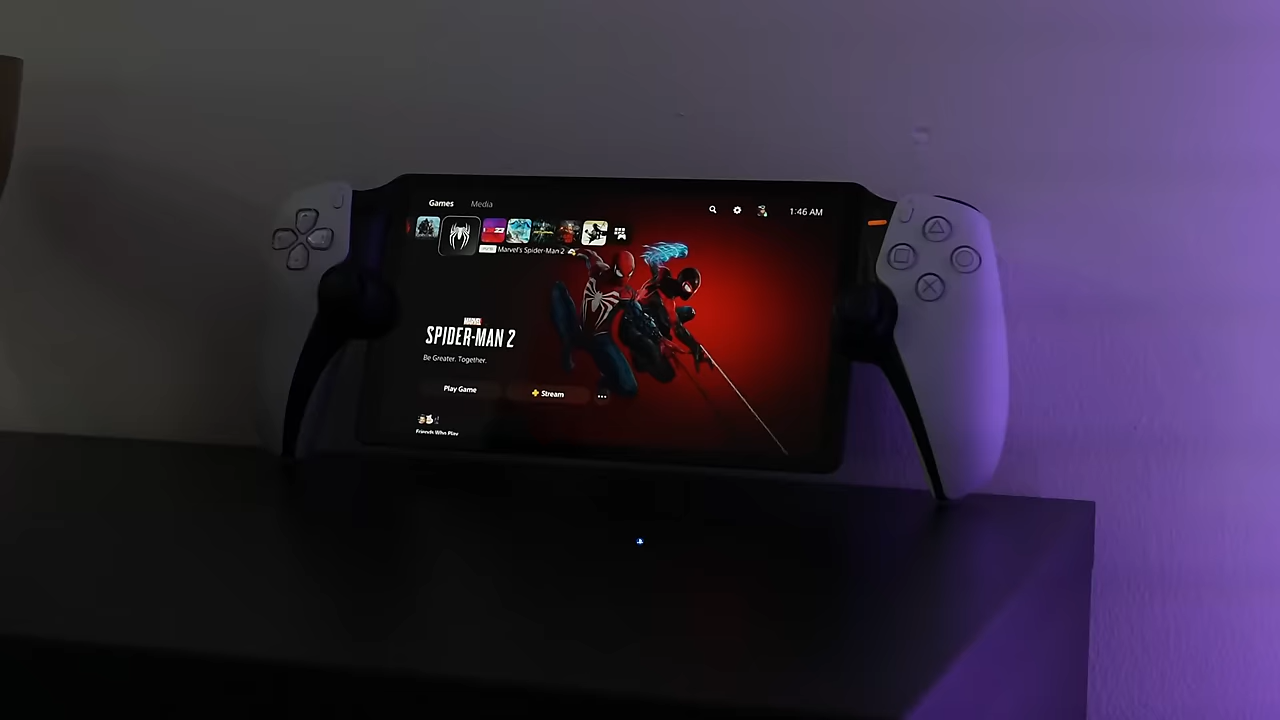 Games Media
1:46 AM
Marvel's Spider-Man 2
MARVEL
SPIDER-MAN 2
Be Greater. Together.
Play Game
Stream
Friends Who Play